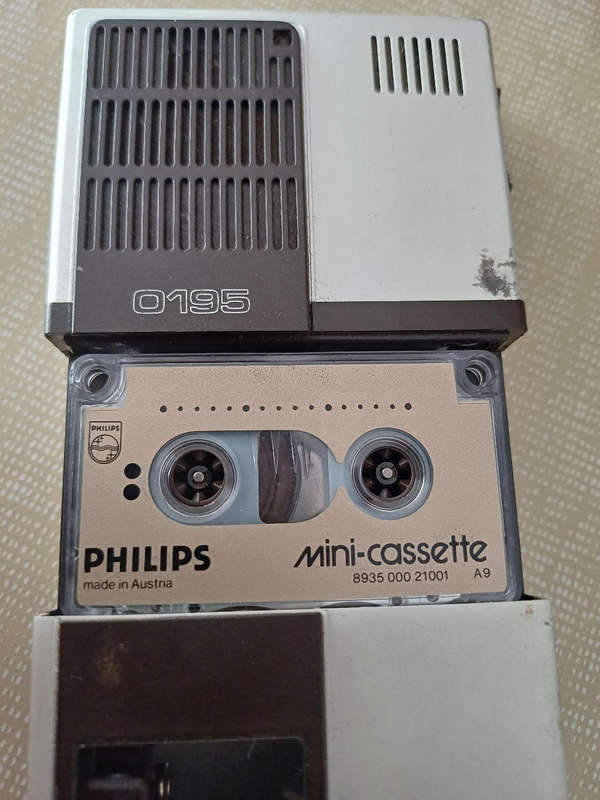 0195
PHILIPS
PHILIPS
made in Austria
mini-cassette
8935 000 21001 A9